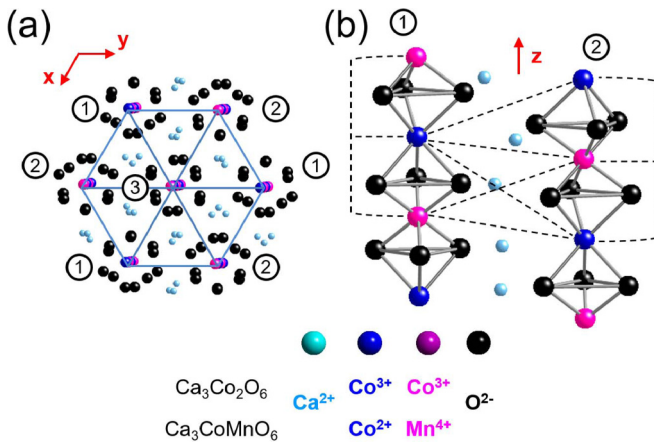 (a)
y
x
1
2
2
3
1
1
2
(b)
1
z
2
Ca₃Co₂O₆ Ca²⁺ Co³⁺ Co³⁺ O²⁻
Ca₃CoMnO₆ Co²⁺ Mn⁴⁺